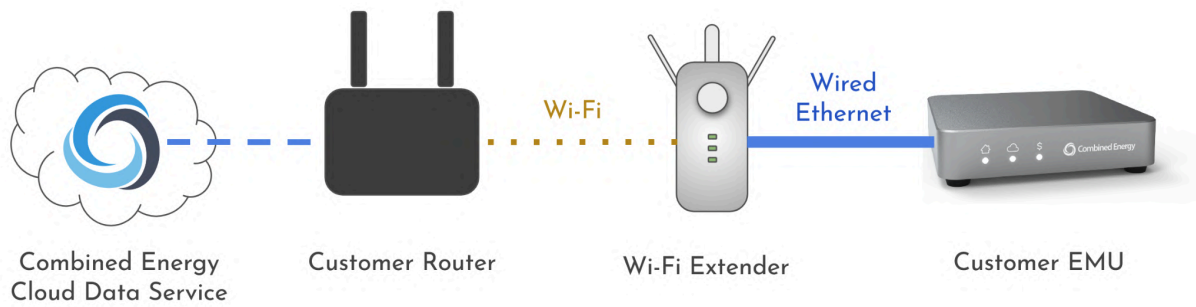 Wi-Fi
Wired
Ethernet
$
Combined Energy
Combined Energy
Cloud Data Service
Customer Router
Wi-Fi Extender
Customer EMU